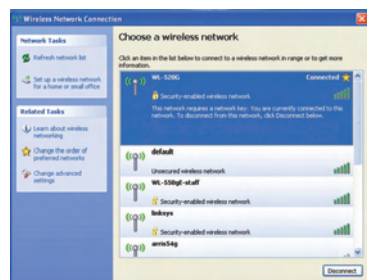 Wireless Network Connection
Network Tasks
Refresh network list
Set up a wireless network
for a home or small office
Related Tasks
Learn about wireless
networking
Change the order of
preferred networks
Change advanced
settings
Choose a wireless network
Click an item in the list below to connect to a wireless network in range or to get more
information.
WL-520G
Connected
Security-enabled wireless network
This network requires a network key. You are currently connected to this
network. To disconnect from this network, click Disconnect below.
default
Unsecured wireless network
WL-550gE-staff
Security-enabled wireless network
linksys
Security-enabled wireless network
arris54g
Disconnect